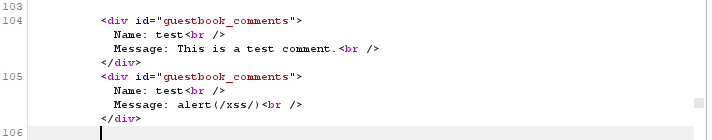 103
104 <div id="guestbook_comments">
Name: test<br />
Message: This is a test comment.<br />
</div>
105 <div id="guestbook_comments">
Name: test<br />
Message: alert(/xss/)<br />
</div>
106